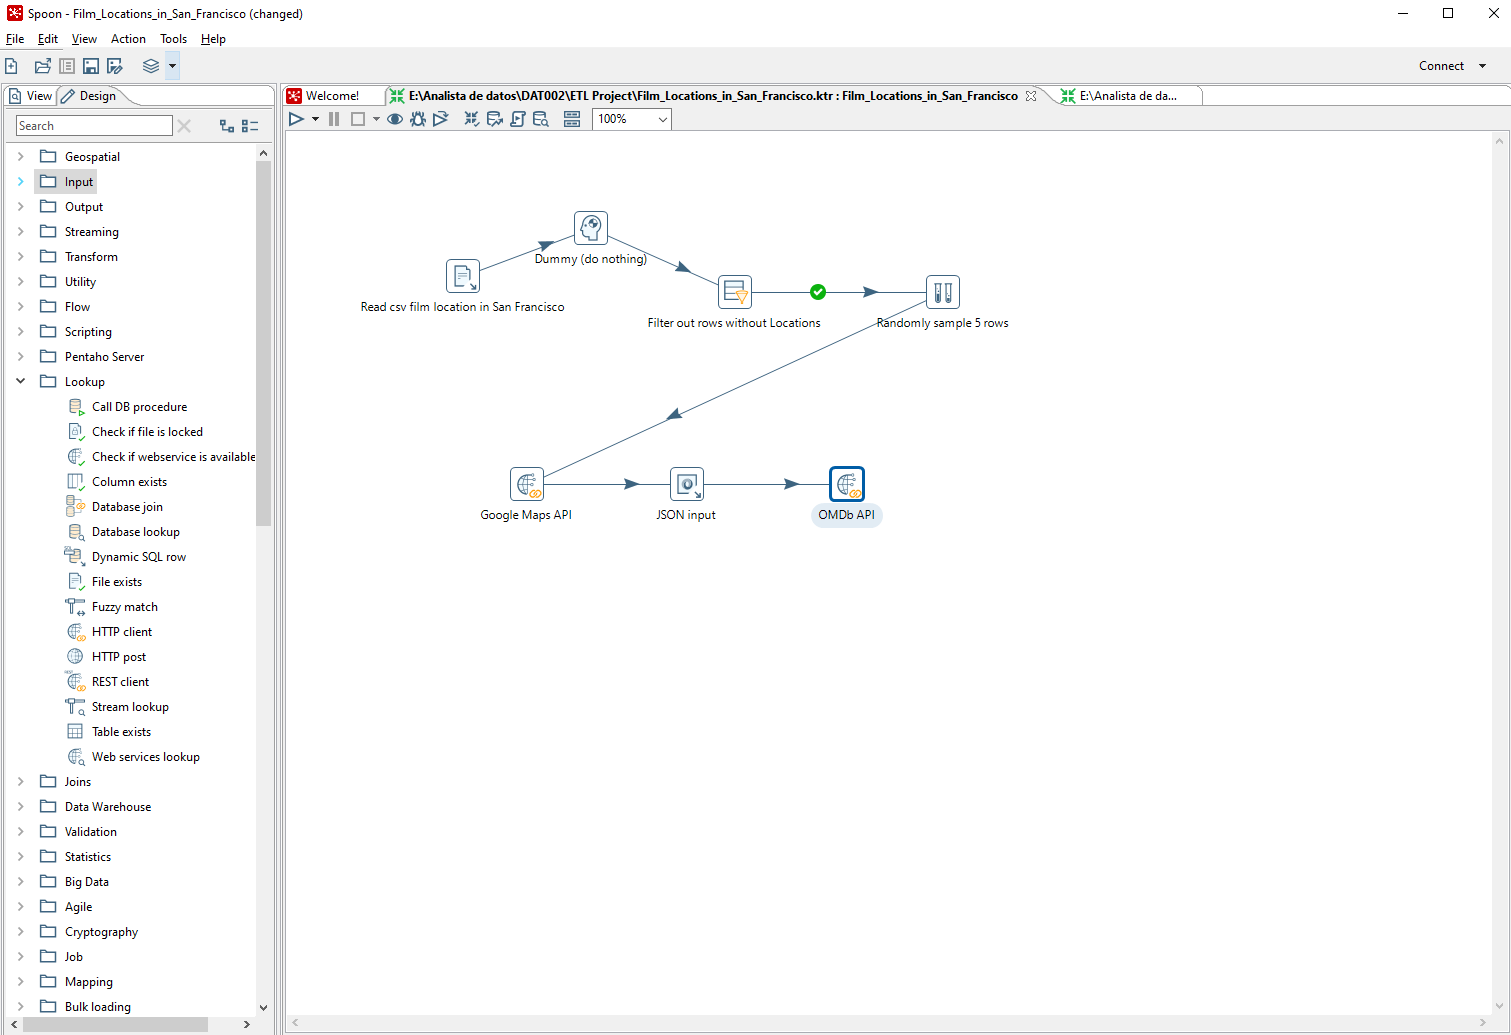 Spoon - Film_Locations_in_San_Francisco (changed)
File Edit View Action Tools Help
Connect
View Design
Welcome!
E:\Analista de datos\DAT002\ETL Project\Film_Locations_in_San_Francisco.ktr : Film_Locations_in_San_Francisco
E:\Analista de da...
Search
100%
Geospatial
Input
Output
Streaming
Transform
Utility
Flow
Scripting
Pentaho Server
Lookup
Call DB procedure
Check if file is locked
Check if webservice is available
Column exists
Database join
Database lookup
Dynamic SQL row
File exists
Fuzzy match
HTTP client
HTTP post
REST client
Stream lookup
Table exists
Web services lookup
Joins
Data Warehouse
Validation
Statistics
Big Data
Agile
Cryptography
Job
Mapping
Bulk loading
Dummy (do nothing)
Read csv film location in San Francisco
Filter out rows without Locations
Randomly sample 5 rows
Google Maps API
JSON input
OMDb API